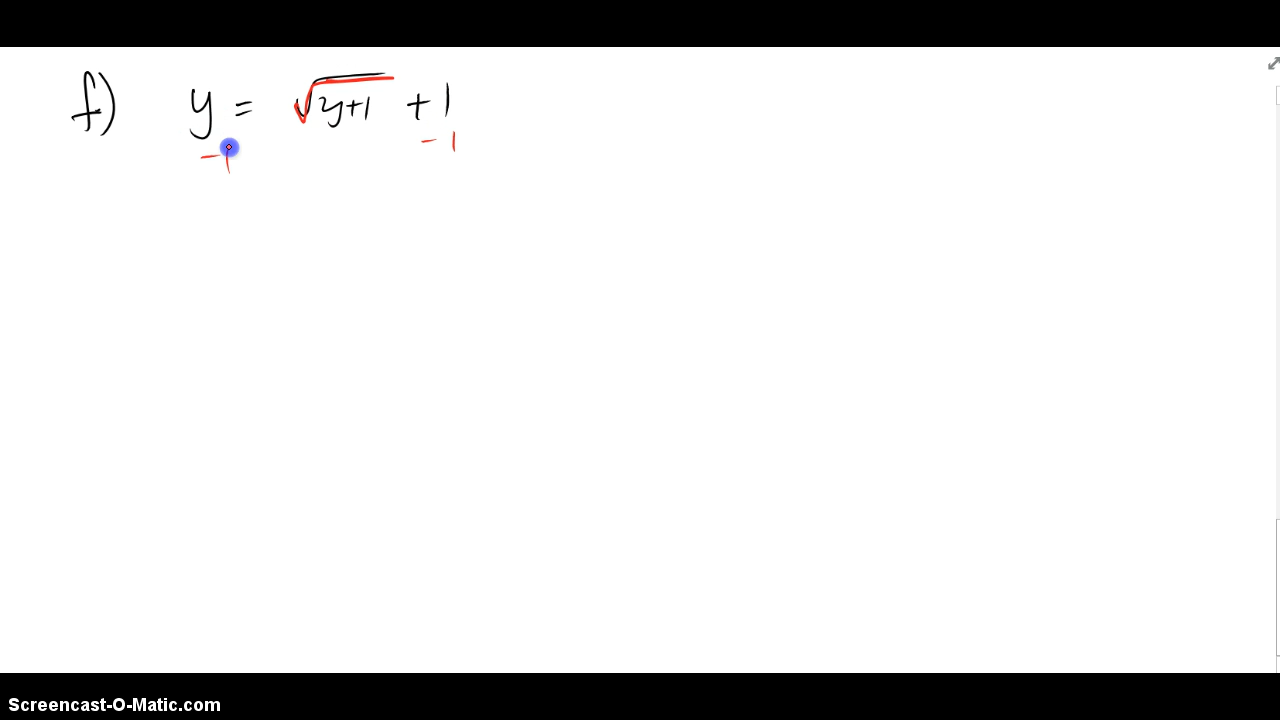 f) y = √y+1 + 1
-1 -1
Screencast-O-Matic.com